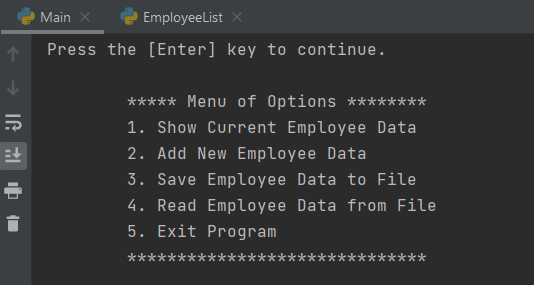 Main
EmployeeList
Press the [Enter] key to continue.
***** Menu of Options ********
1. Show Current Employee Data
2. Add New Employee Data
3. Save Employee Data to File
4. Read Employee Data from File
5. Exit Program
******************************